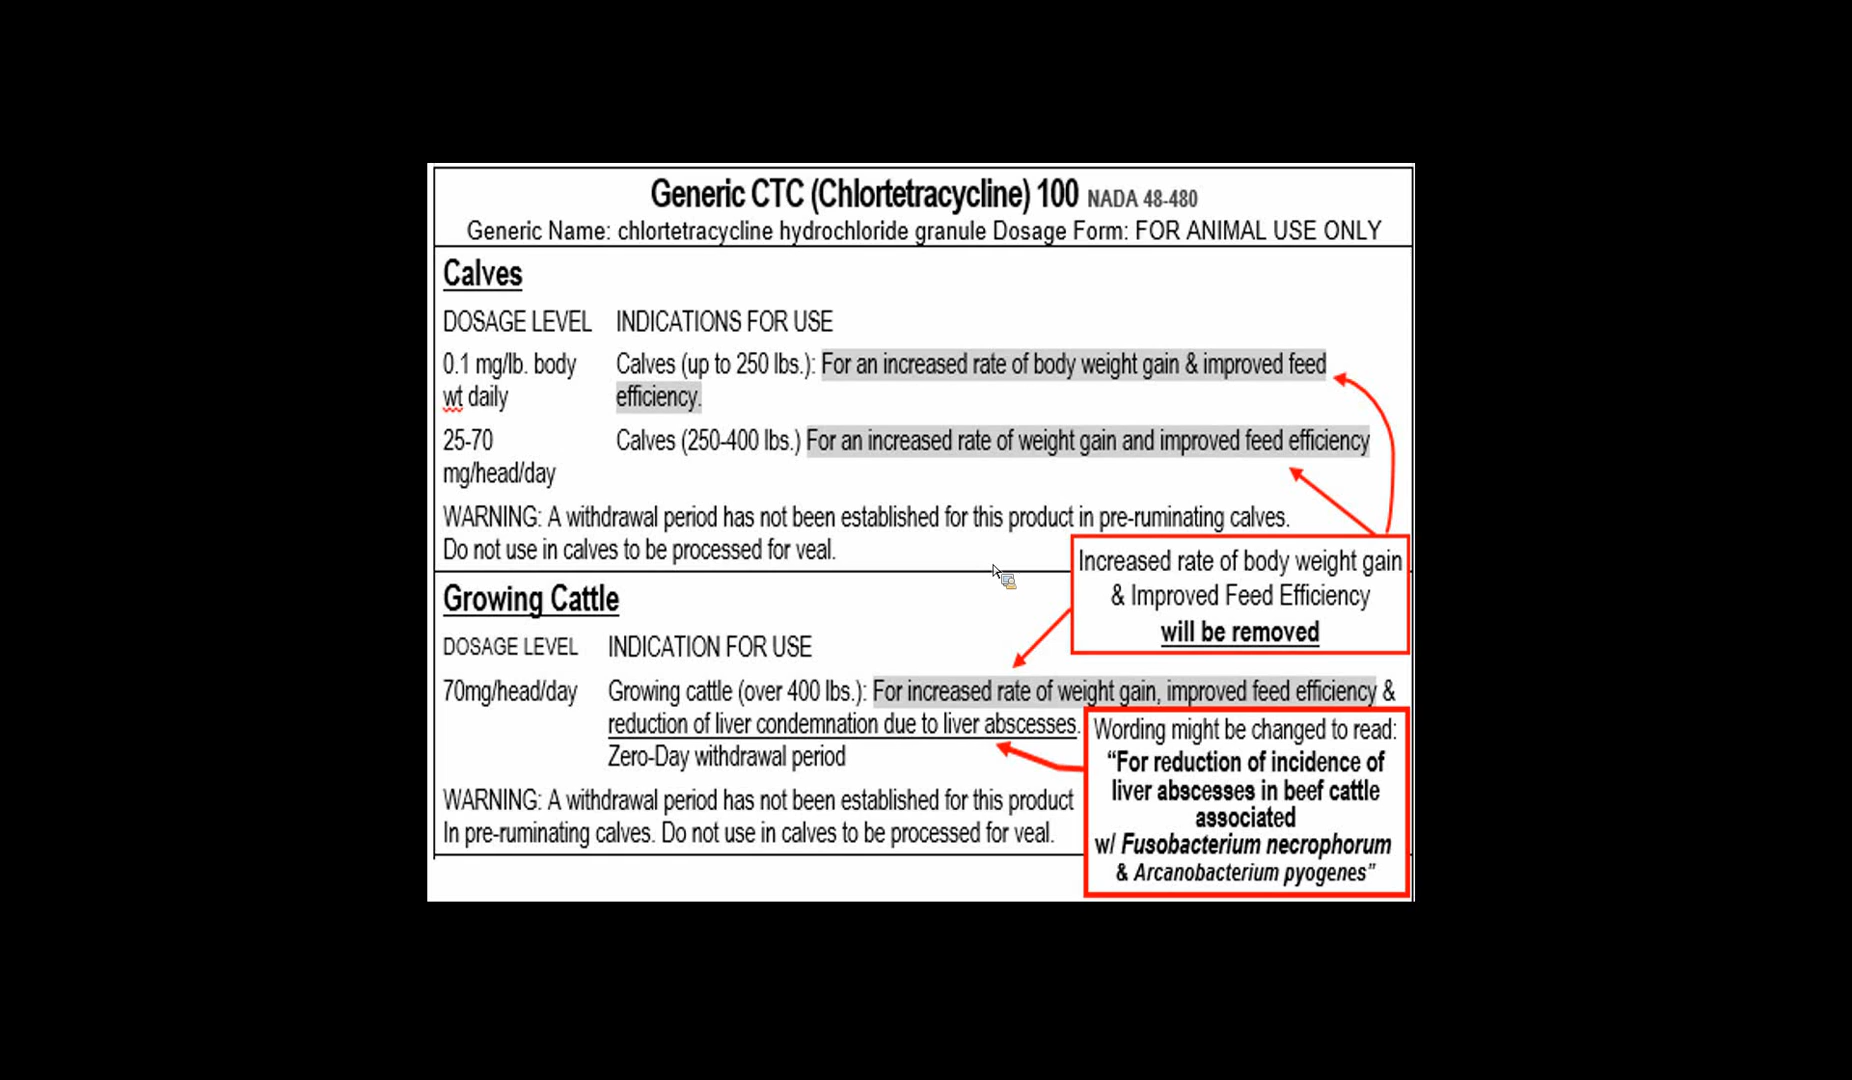 Generic CTC (Chlortetracycline) 100 NADA 48-480
Generic Name: chlortetracycline hydrochloride granule Dosage Form: FOR ANIMAL USE ONLY
Calves
DOSAGE LEVEL INDICATIONS FOR USE
0.1 mg/lb. body Calves (up to 250 lbs.): For an increased rate of body weight gain & improved feed
wt daily efficiency.
25-70 Calves (250-400 lbs.) For an increased rate of weight gain and improved feed efficiency
mg/head/day
WARNING: A withdrawal period has not been established for this product in pre-ruminating calves.
Do not use in calves to be processed for veal.
Increased rate of body weight gain
& Improved Feed Efficiency
will be removed
Growing Cattle
DOSAGE LEVEL INDICATION FOR USE
70mg/head/day Growing cattle (over 400 lbs.): For increased rate of weight gain, improved feed efficiency &
reduction of liver condemnation due to liver abscesses.
Zero-Day withdrawal period
WARNING: A withdrawal period has not been established for this product
In pre-ruminating calves. Do not use in calves to be processed for veal.
Wording might be changed to read:
“For reduction of incidence of
liver abscesses in beef cattle
associated
w/ Fusobacterium necrophorum
& Arcanobacterium pyogenes”